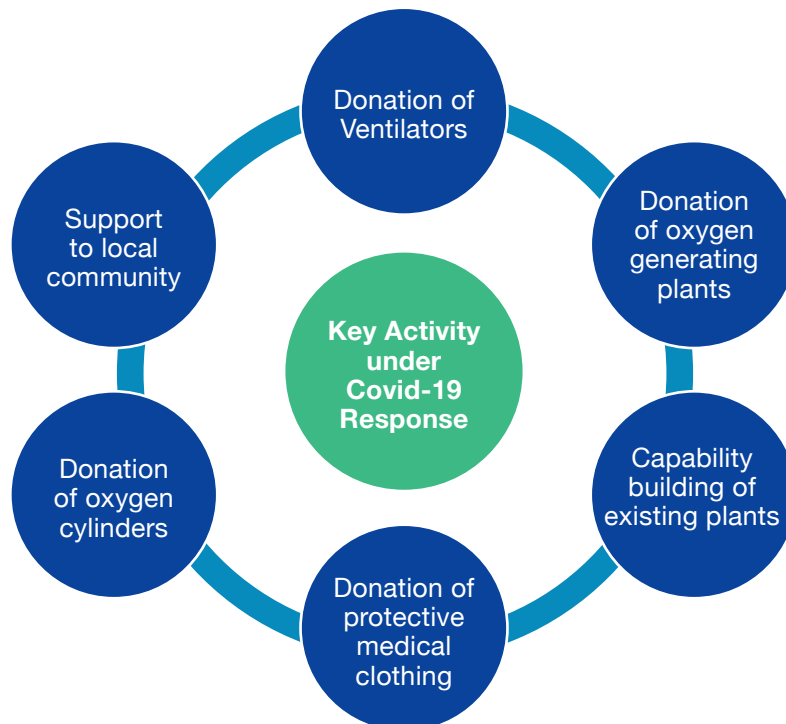 Donation of
Ventilators
Donation
of oxygen
generating
plants
Capability
building of
existing plants
Donation of
protective
medical
clothing
Donation
of oxygen
cylinders
Support
to local
community
Key Activity
under
Covid-19
Response